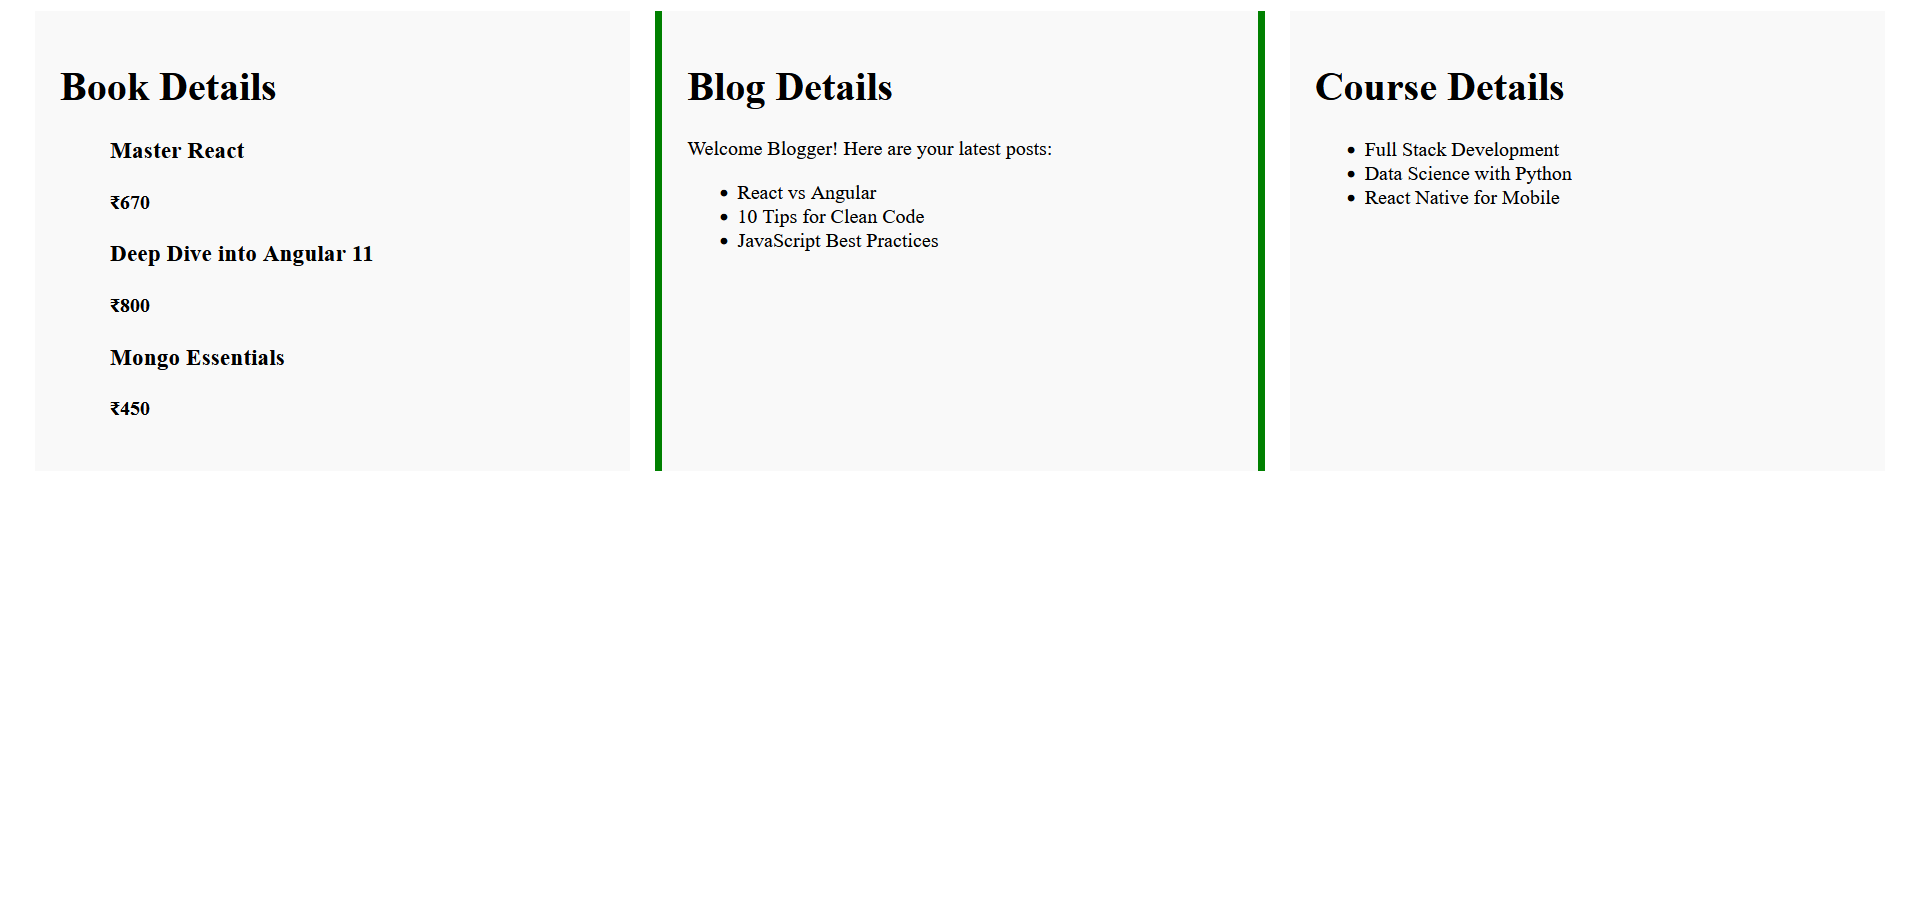 Book Details
Master React
₹670
Deep Dive into Angular 11
₹800
Mongo Essentials
₹450
Blog Details
Welcome Blogger! Here are your latest posts:
React vs Angular
10 Tips for Clean Code
JavaScript Best Practices
Course Details
Full Stack Development
Data Science with Python
React Native for Mobile